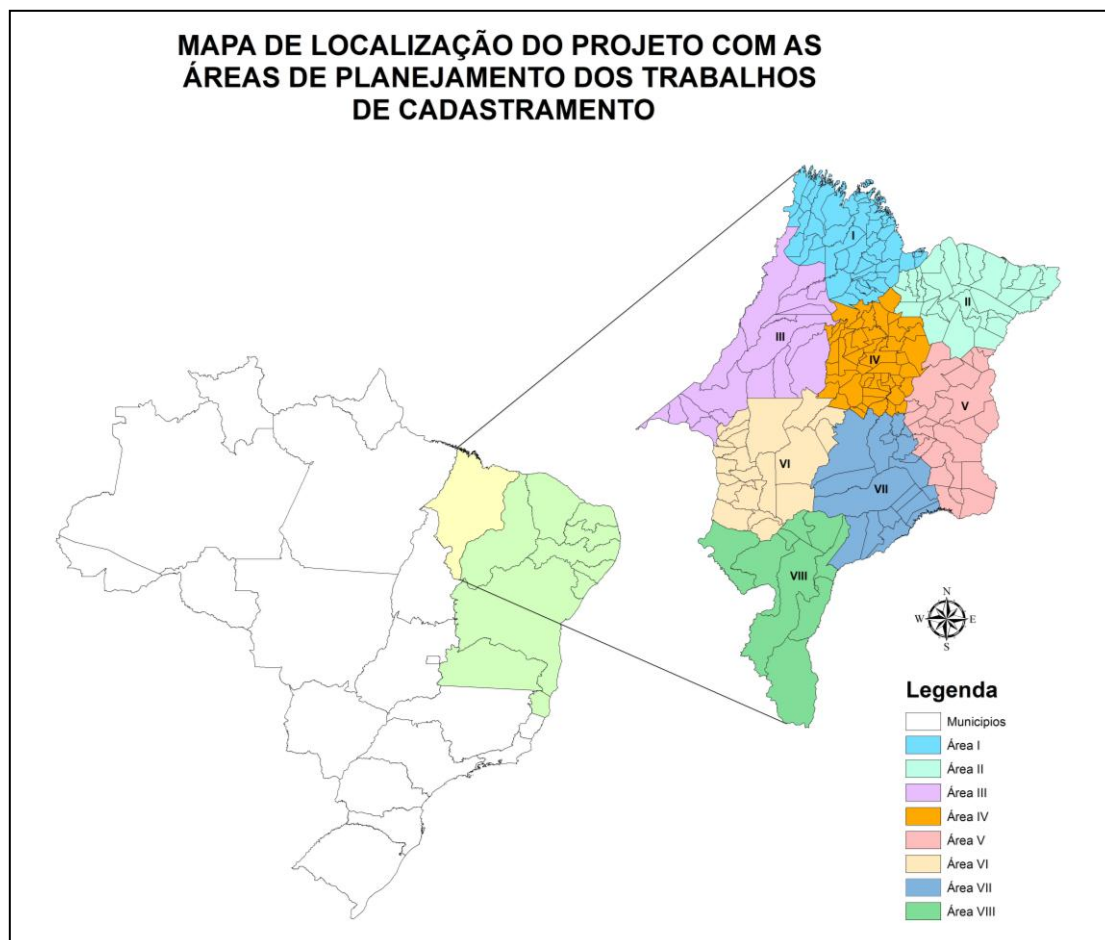 MAPA DE LOCALIZAÇÃO DO PROJETO COM AS
ÁREAS DE PLANEJAMENTO DOS TRABALHOS
DE CADASTRAMENTO
I
II
III
IV
V
VI
VII
VIII
N
W
E
S
Legenda
Municipios
Área I
Área II
Área III
Área IV
Área V
Área VI
Área VII
Área VIII